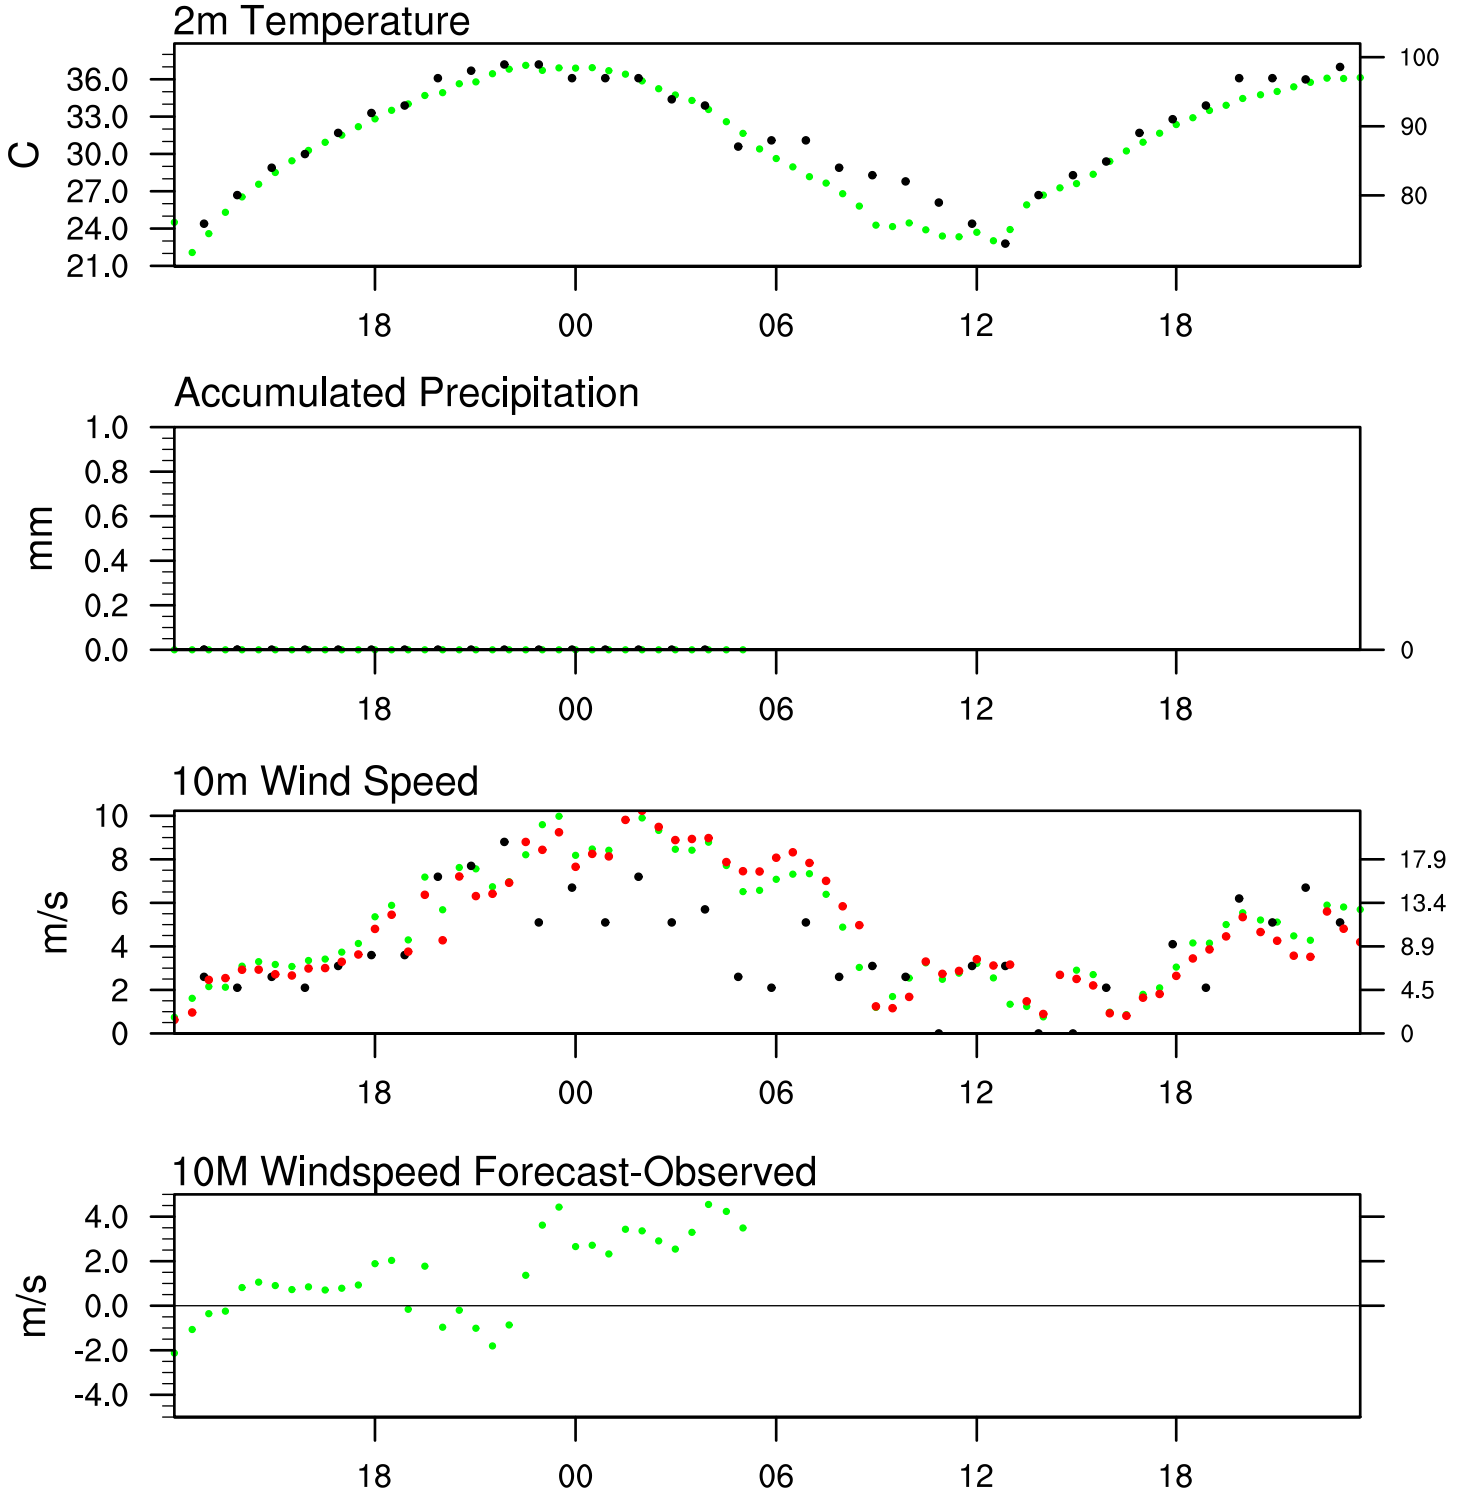 2m Temperature
36.0
33.0
30.0
27.0
24.0
21.0
C
100
90
80
18 00 06 12 18
Accumulated Precipitation
1.0
0.8
0.6
0.4
0.2
0.0
mm
0
18 00 06 12 18
10m Wind Speed
10
8
6
4
2
0
m/s
17.9
13.4
8.9
4.5
0
18 00 06 12 18
10M Windspeed Forecast-Observed
4.0
2.0
0.0
-2.0
-4.0
m/s
18 00 06 12 18